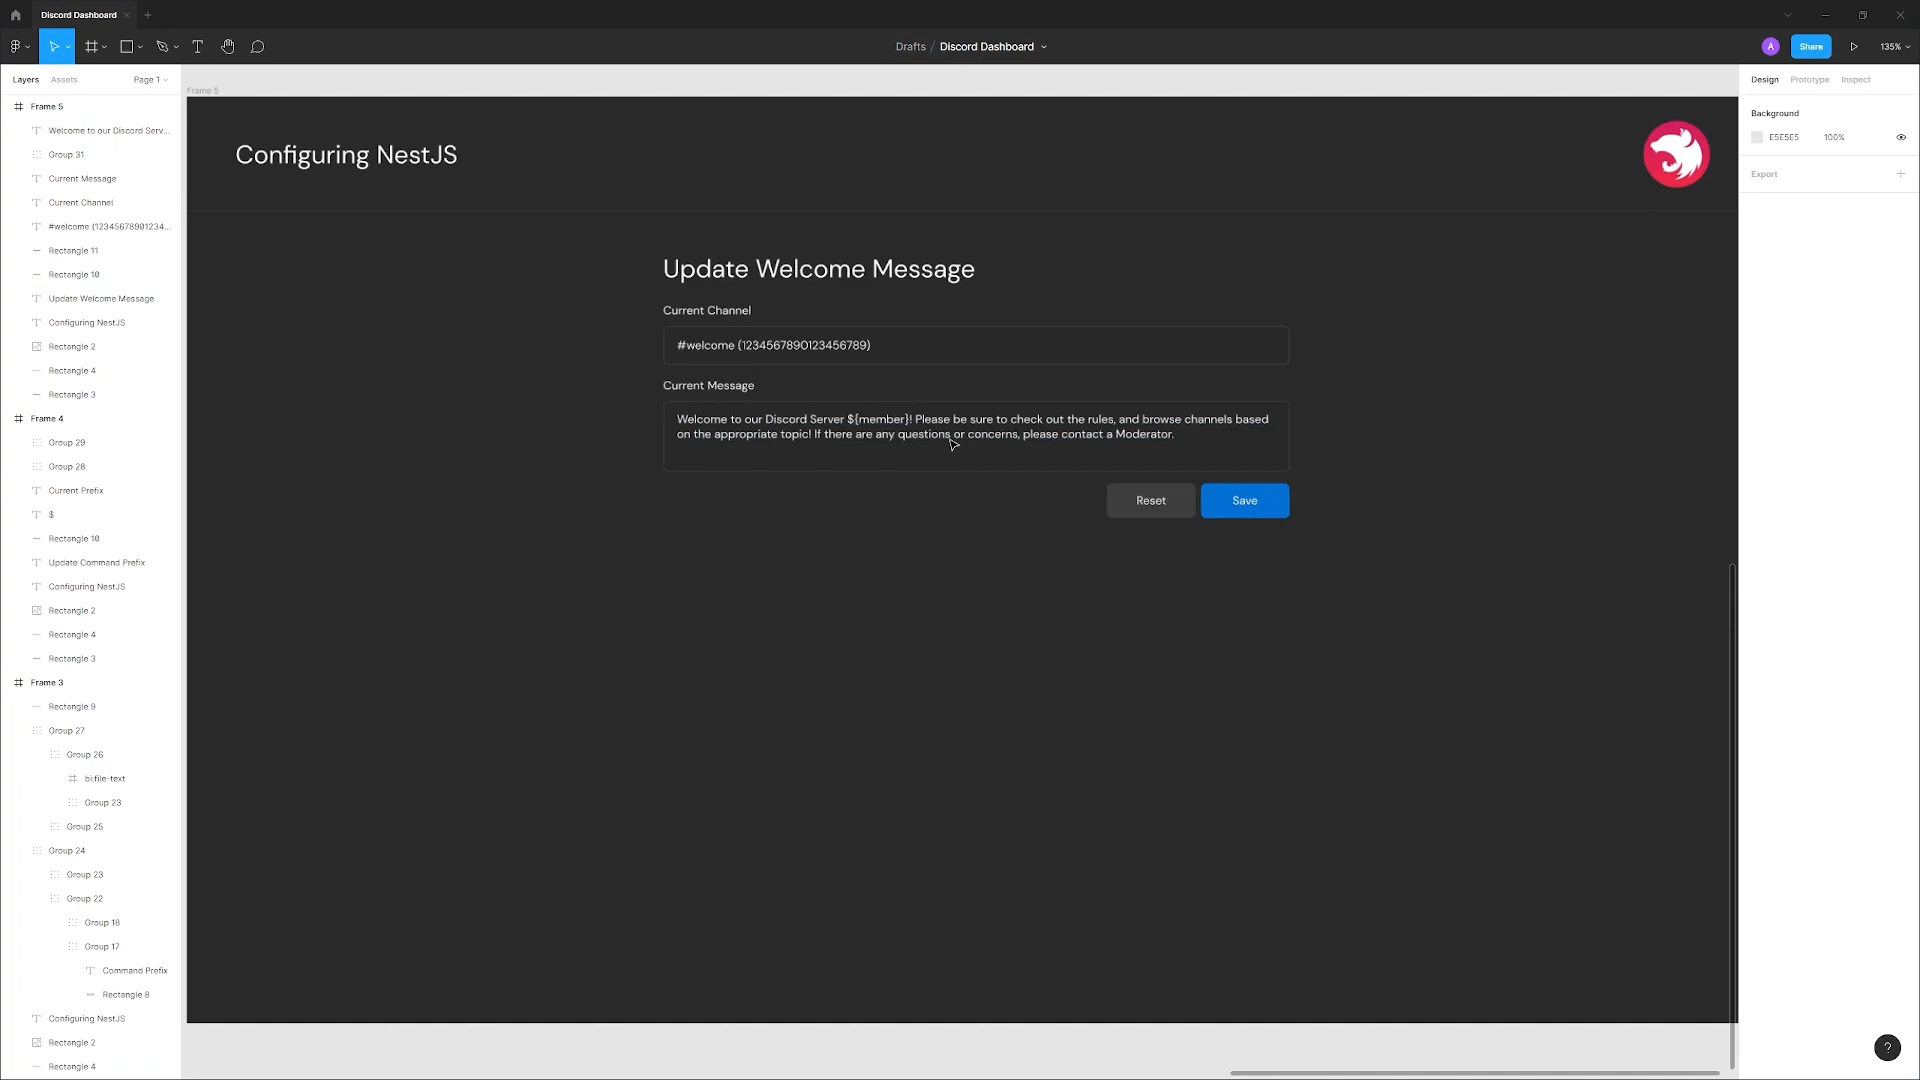 Discord Dashboard
Drafts / Discord Dashboard
A
Share
135%
Layers
Assets
Page 1
Frame 5
Welcome to our Discord Serv...
Group 31
Current Message
Current Channel
#welcome (12345678901234...
Rectangle 11
Rectangle 10
Update Welcome Message
Configuring NestJS
Rectangle 2
Rectangle 4
Rectangle 3
Frame 4
Group 29
Group 28
Current Prefix
$
Rectangle 10
Update Command Prefix
Configuring NestJS
Rectangle 2
Rectangle 4
Rectangle 3
Frame 3
Rectangle 9
Group 27
Group 26
bi:file-text
Group 23
Group 25
Group 24
Group 23
Group 22
Group 18
Group 17
Command Prefix
Rectangle 8
Configuring NestJS
Rectangle 2
Rectangle 4
Frame 5
Configuring NestJS
Update Welcome Message
Current Channel
#welcome (1234567890123456789)
Current Message
Welcome to our Discord Server ${member}! Please be sure to check out the rules, and browse channels based
on the appropriate topic! If there are any questions or concerns, please contact a Moderator.
Reset
Save
Design
Prototype
Inspect
Background
E5E5E5
100%
Export
?